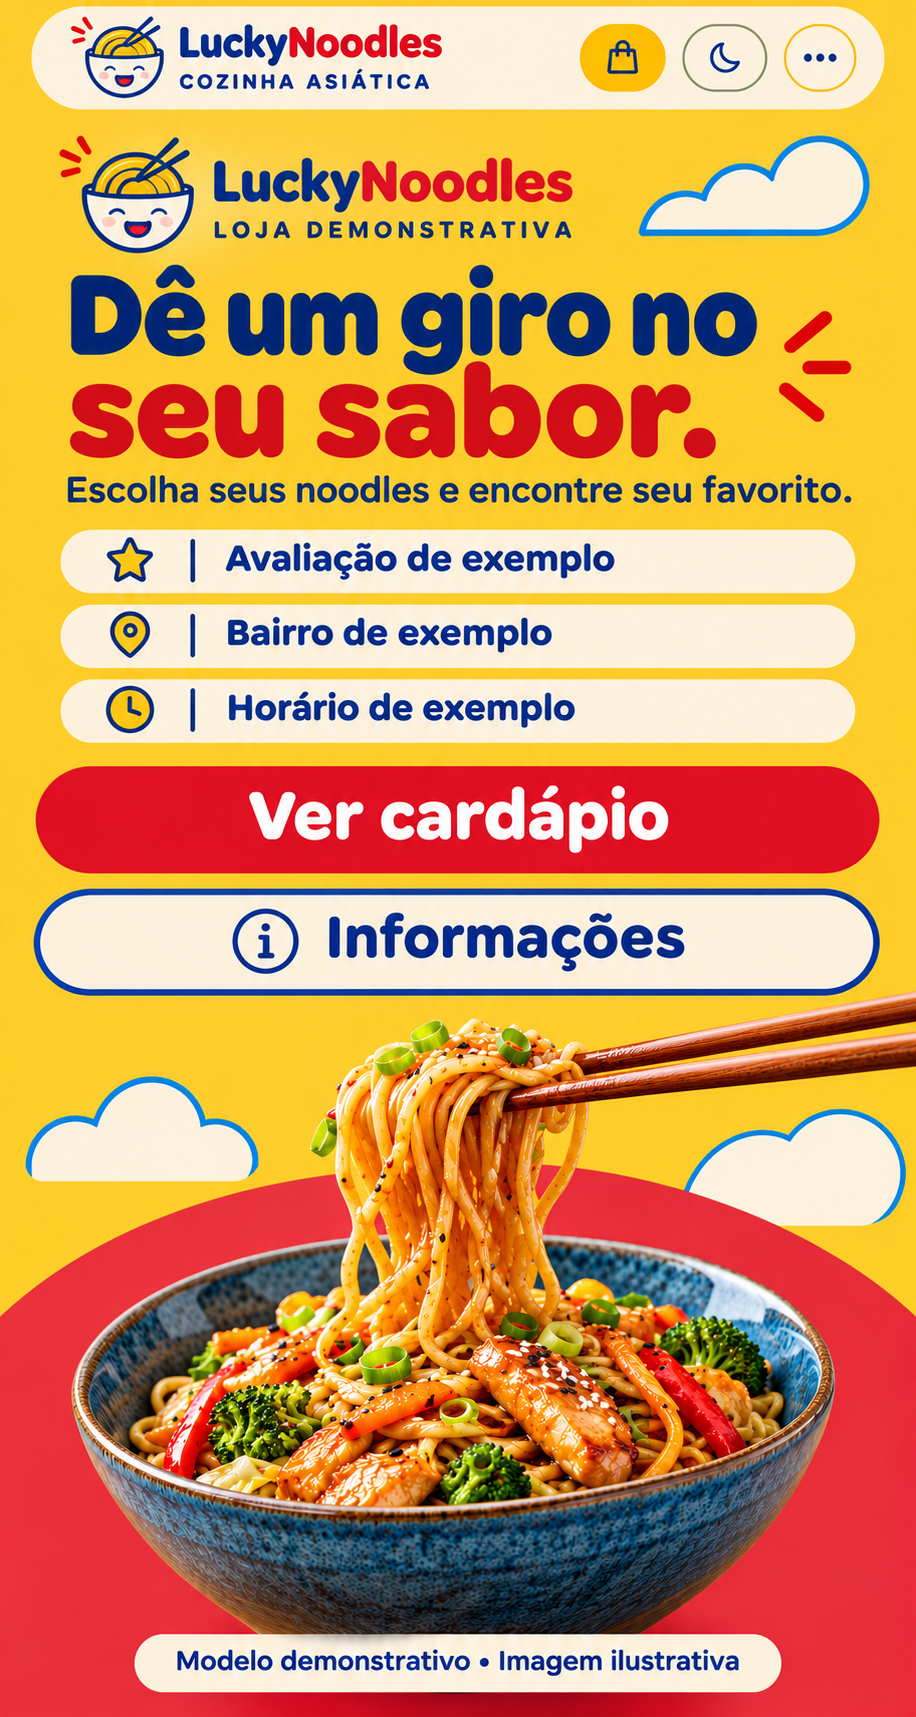 LuckyNoodles
COZINHA ASIÁTICA
LuckyNoodles
LOJA DEMONSTRATIVA
Dê um giro no
seu sabor.
Escolha seus noodles e encontre seu favorito.
Avaliação de exemplo
Bairro de exemplo
Horário de exemplo
Ver cardápio
Informações
Modelo demonstrativo • Imagem ilustrativa